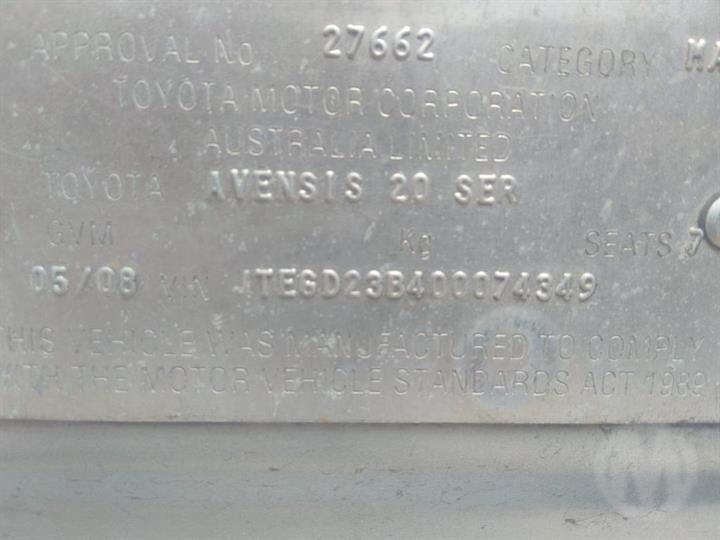 APPROVAL No 27662 CATEGORY MA
TOYOTA MOTOR CORPORATION
AUSTRALIA LIMITED
TOYOTA AVENSIS 20 SER
GVM Kg SEATS 7
05/08 VIN JTEGD23B400074349
THIS VEHICLE WAS MANUFACTURED TO COMPLY
WITH THE MOTOR VEHICLE STANDARDS ACT 1989
M